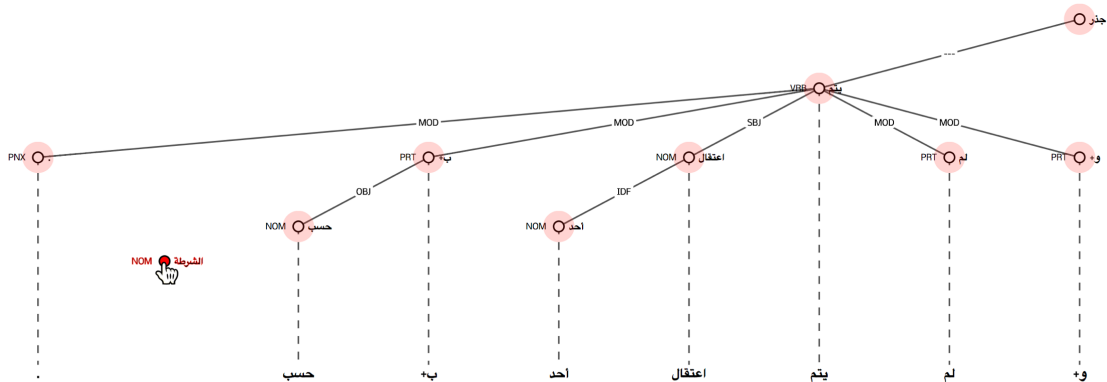 جذر
---
VRB يتم
MOD MOD SBJ MOD MOD
و+ PRT لم PRT اعتقال NOM ب+ PRT . PNX
IDF OBJ
أحد NOM حسب NOM
الشرطة NOM
و+ لم يتم اعتقال أحد ب+ حسب .